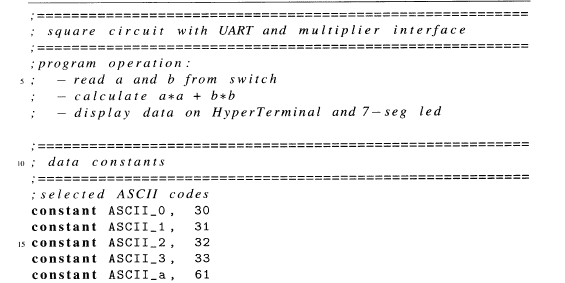 ;=======================================================
; square circuit with UART and multiplier interface
;=======================================================
;program operation:
5 ;   - read a and b from switch
;   - calculate a*a + b*b
;   - display data on HyperTerminal and 7-seg led
;=======================================================
10 ; data constants
;=======================================================
;selected ASCII codes
constant ASCII_0, 30
constant ASCII_1, 31
15 constant ASCII_2, 32
constant ASCII_3, 33
constant ASCII_a, 61